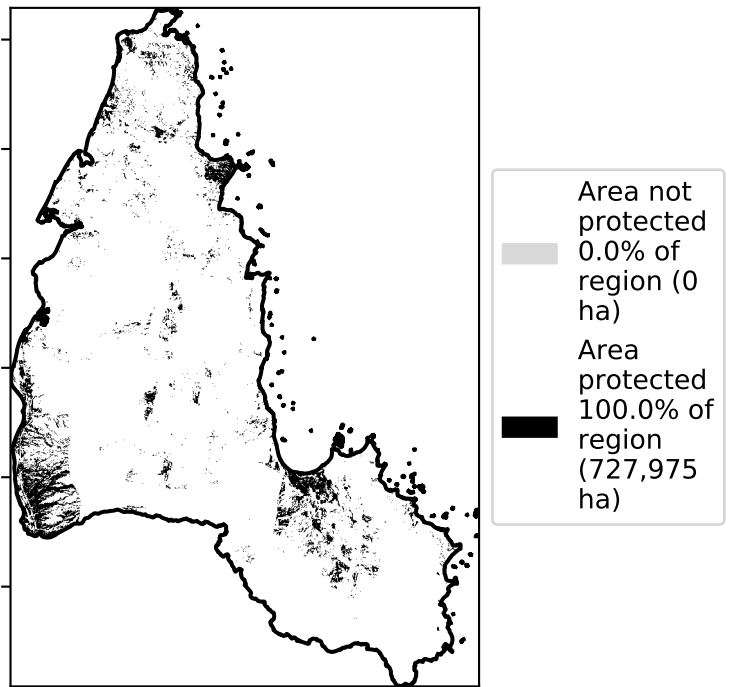 Area not
protected
0.0% of
region (0
ha)
Area
protected
100.0% of
region
(727,975
ha)